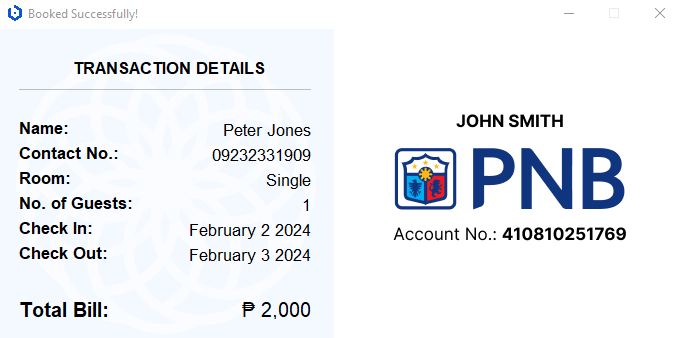 Booked Successfully!
TRANSACTION DETAILS
Name: Peter Jones
Contact No.: 09232331909
Room: Single
No. of Guests: 1
Check In: February 2 2024
Check Out: February 3 2024
Total Bill: ₱ 2,000
JOHN SMITH
PNB
Account No.: 410810251769